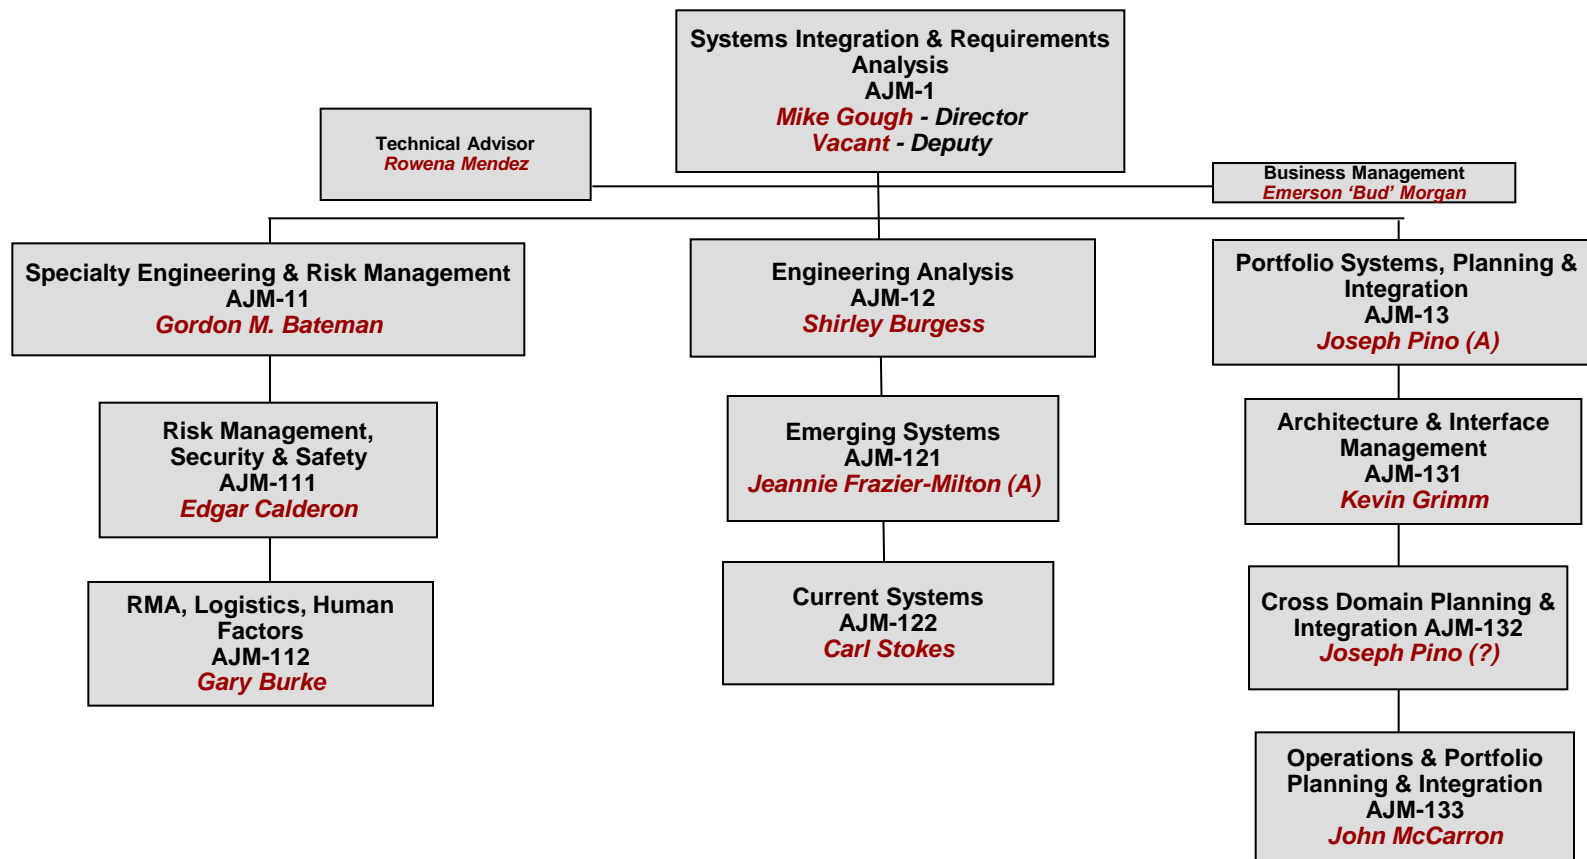 Systems Integration & Requirements
Analysis
AJM-1
Mike Gough - Director
Vacant - Deputy
Technical Advisor
Rowena Mendez
Business Management
Emerson ‘Bud’ Morgan
Specialty Engineering & Risk Management
AJM-11
Gordon M. Bateman
Engineering Analysis
AJM-12
Shirley Burgess
Portfolio Systems, Planning &
Integration
AJM-13
Joseph Pino (A)
Risk Management,
Security & Safety
AJM-111
Edgar Calderon
Emerging Systems
AJM-121
Jeannie Frazier-Milton (A)
Architecture & Interface
Management
AJM-131
Kevin Grimm
RMA, Logistics, Human
Factors
AJM-112
Gary Burke
Current Systems
AJM-122
Carl Stokes
Cross Domain Planning &
Integration AJM-132
Joseph Pino (?)
Operations & Portfolio
Planning & Integration
AJM-133
John McCarron